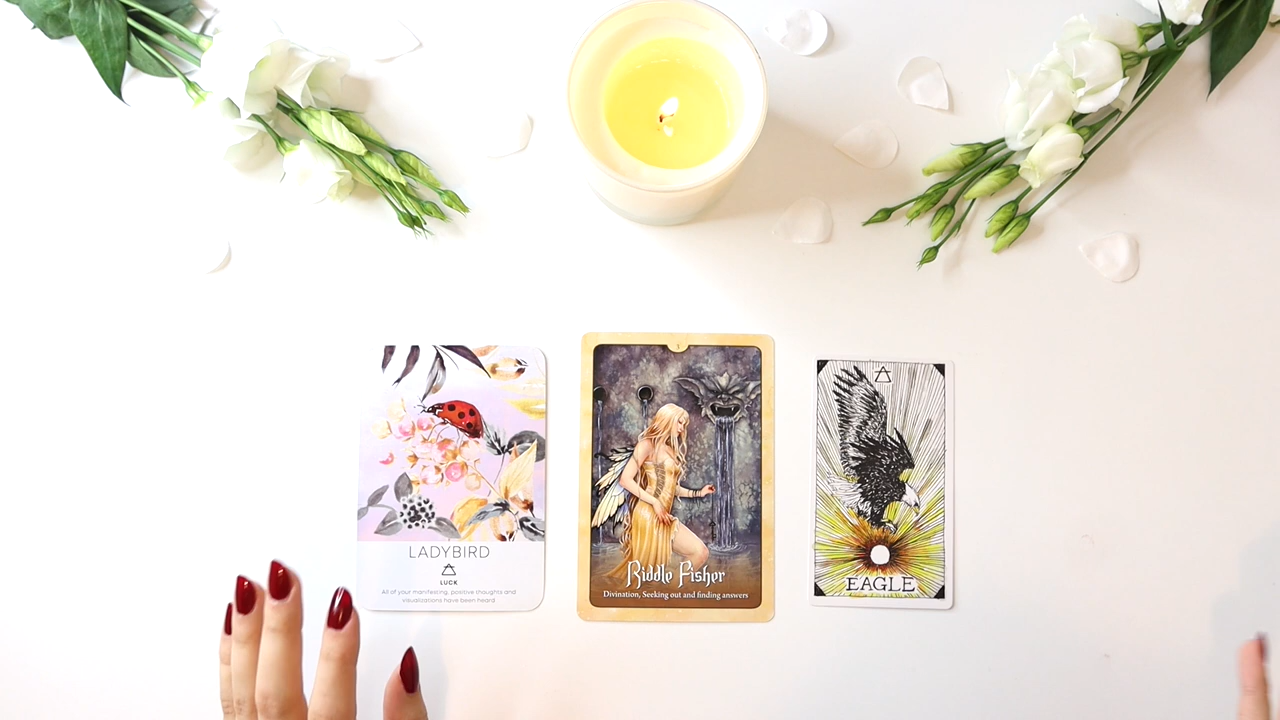 LADYBIRD
LUCK
All of your manifesting, positive thoughts and
visualizations have been heard
Riddle Fisher
Divination, Seeking out and finding answers
EAGLE